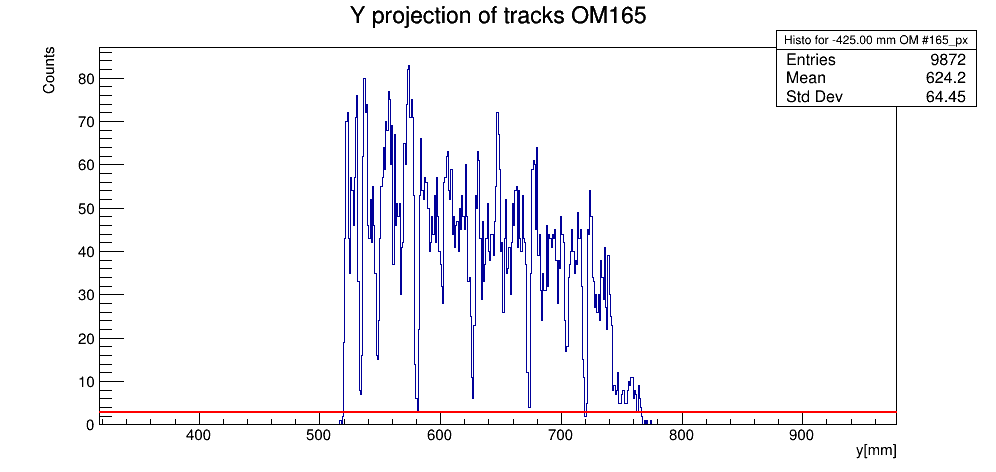 Y projection of tracks OM165
Histo for -425.00 mm OM #165_px
Entries 9872
Mean 624.2
Std Dev 64.45
Counts
80
70
60
50
40
30
20
10
0
400 500 600 700 800 900
y[mm]